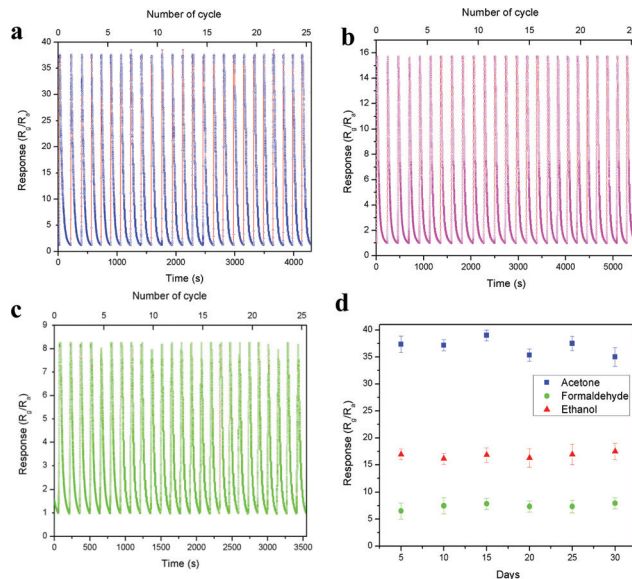 a
Number of cycle
0 5 10 15 20 25
Response (Rg/Ra)
40
35
30
25
20
15
10
5
0
0 1000 2000 3000 4000
Time (s)
b
Number of cycle
0 5 10 15 20 25
Response (Rg/Ra)
16
14
12
10
8
6
4
2
0
0 1000 2000 3000 4000 5000
Time (s)
c
Number of cycle
0 5 10 15 20 25
Response (Rg/Ra)
9
8
7
6
5
4
3
2
1
0
0 500 1000 1500 2000 2500 3000 3500
Time (s)
d
Response (Rg/Ra)
40
35
30
25
20
15
10
5
0
Acetone
Formaldehyde
Ethanol
5 10 15 20 25 30
Days